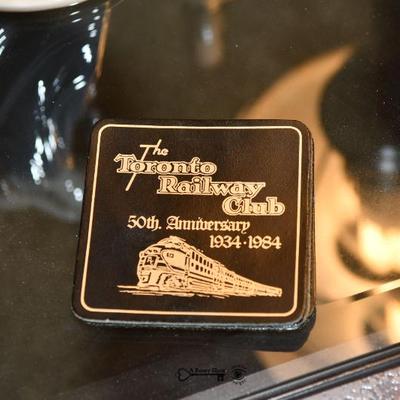 The
Toronto
Railway
Club
50th. Anniversary
1934 · 1984